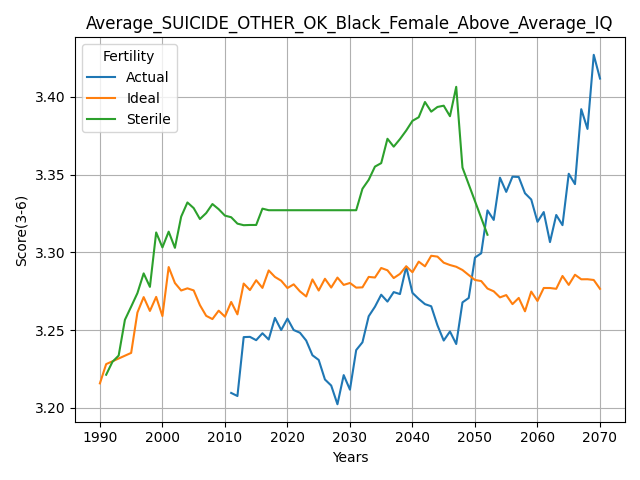 Average_SUICIDE_OTHER_OK_Black_Female_Above_Average_IQ
Fertility
Actual
Ideal
Sterile
Score(3-6)
3.40
3.35
3.30
3.25
3.20
1990 2000 2010 2020 2030 2040 2050 2060 2070
Years